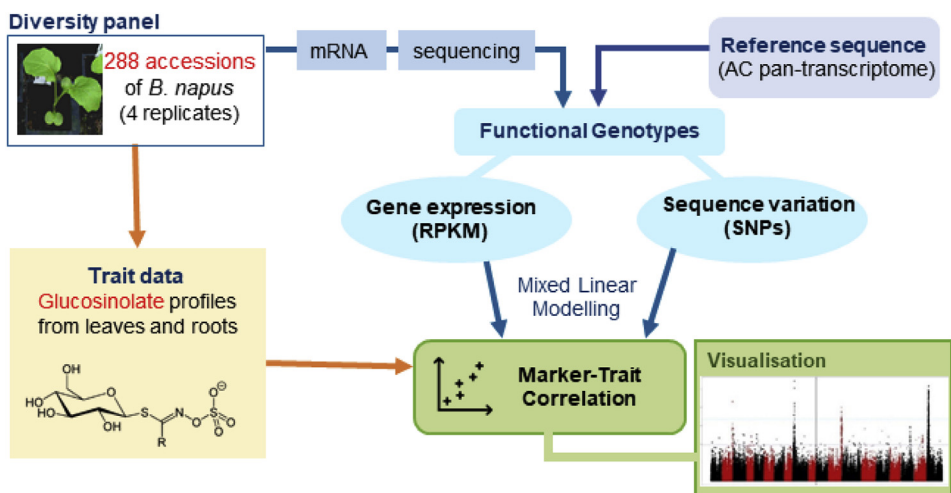 Diversity panel
288 accessions
of B. napus
(4 replicates)
mRNA
sequencing
Reference sequence
(AC pan-transcriptome)
Functional Genotypes
Gene expression
(RPKM)
Sequence variation
(SNPs)
Trait data
Glucosinolate profiles
from leaves and roots
OH
HO
HO
OH
O
S
N
O
S
O
O
O
R
Mixed Linear
Modelling
Marker-Trait
Correlation
Visualisation